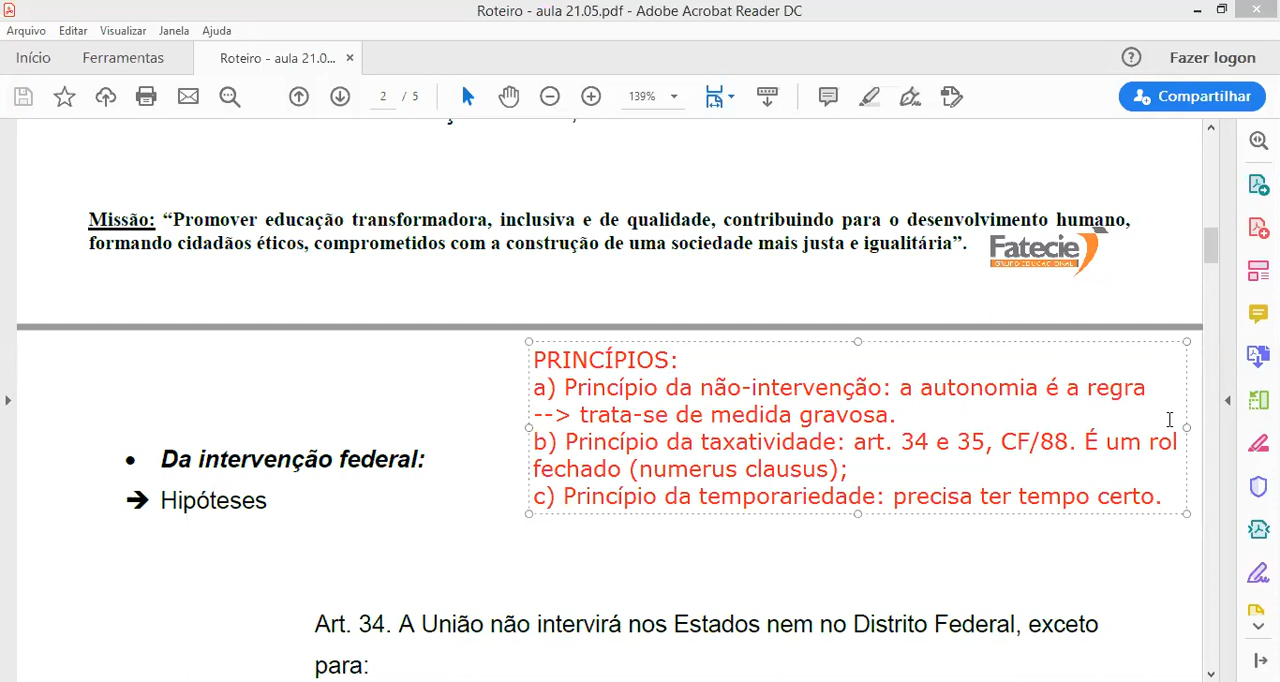 Roteiro - aula 21.05.pdf - Adobe Acrobat Reader DC
Arquivo Editar Visualizar Janela Ajuda
Início Ferramentas Roteiro - aula 21.0... ×
Fazer logon
2 / 5 139% Compartilhar
Missão: “Promover educação transformadora, inclusiva e de qualidade, contribuindo para o desenvolvimento humano,
formando cidadãos éticos, comprometidos com a construção de uma sociedade mais justa e igualitária”.
Fatecie
GRUPO EDUCACIONAL
PRINCÍPIOS:
a) Princípio da não-intervenção: a autonomia é a regra
--> trata-se de medida gravosa.
b) Princípio da taxatividade: art. 34 e 35, CF/88. É um rol
fechado (numerus clausus);
c) Princípio da temporariedade: precisa ter tempo certo.
• Da intervenção federal:
➔ Hipóteses
Art. 34. A União não intervirá nos Estados nem no Distrito Federal, exceto
para: